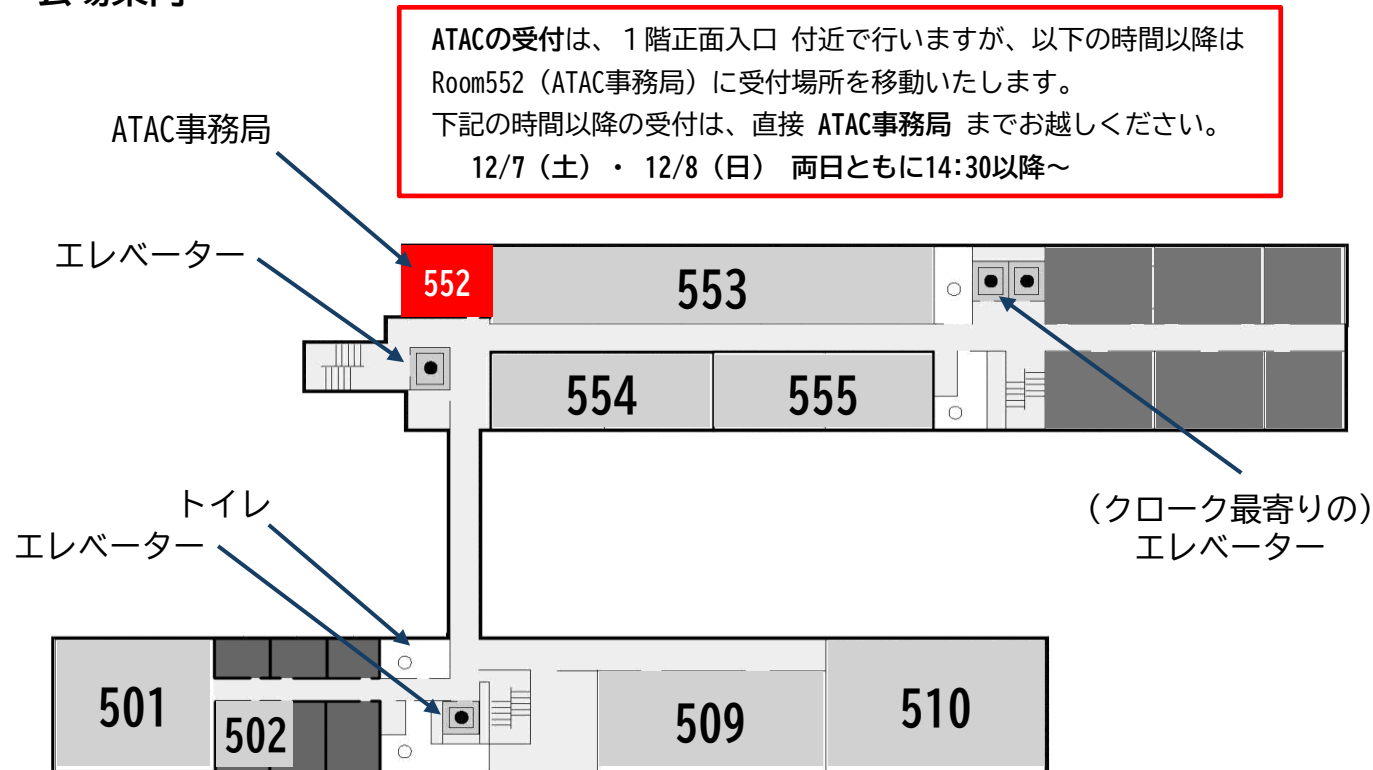 会場案内
ATACの受付は、１階正面入口 付近で行いますが、以下の時間以降は
Room552（ATAC事務局）に受付場所を移動いたします。
下記の時間以降の受付は、直接 ATAC事務局 までお越しください。
12/7（土）・ 12/8（日） 両日ともに14:30以降～
ATAC事務局
エレベーター
552
553
554
555
トイレ
エレベーター
（クローク最寄りの）
エレベーター
501
502
509
510